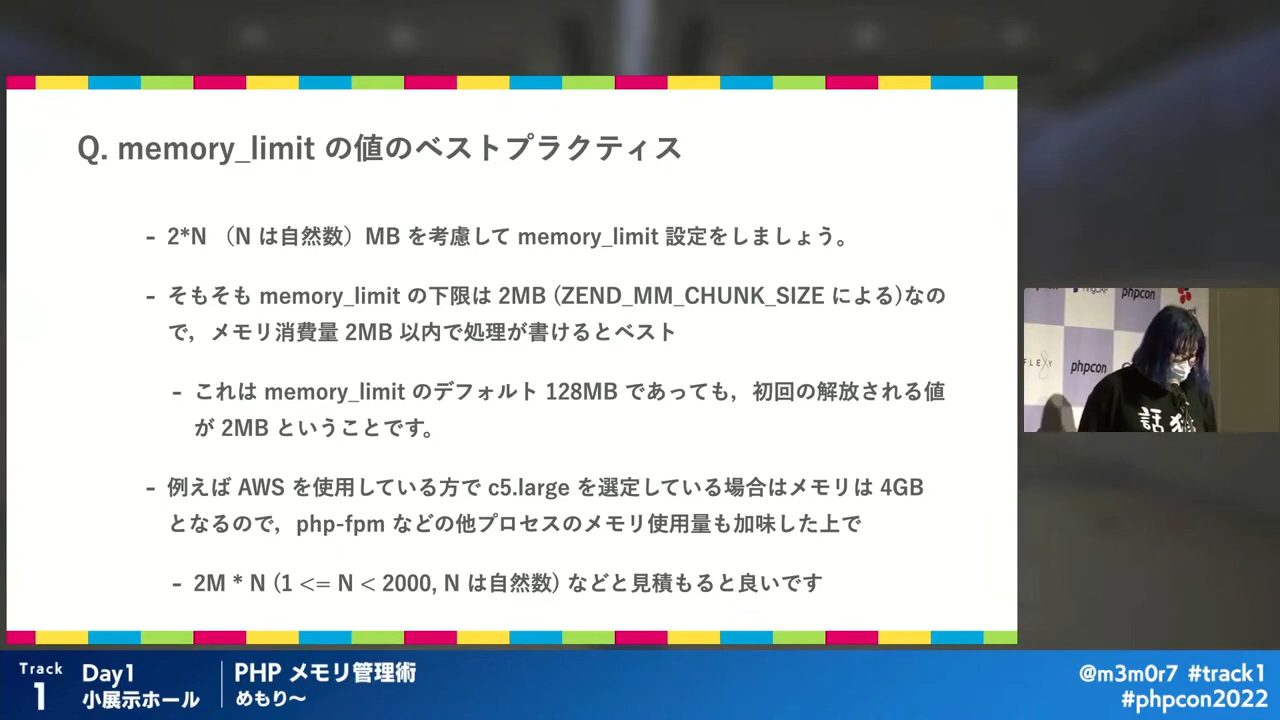 Q. memory_limit の値のベストプラクティス
- 2*N （N は自然数）MB を考慮して memory_limit 設定をしましょう。
- そもそも memory_limit の下限は 2MB (ZEND_MM_CHUNK_SIZE による)なの
で，メモリ消費量 2MB 以内で処理が書けるとベスト
- これは memory_limit のデフォルト 128MB であっても，初回の解放される値
が 2MB ということです。
- 例えば AWS を使用している方で c5.large を選定している場合はメモリは 4GB
となるので，php-fpm などの他プロセスのメモリ使用量も加味した上で
- 2M * N (1 <= N < 2000, N は自然数) などと見積もると良いです
phpcon
FLEXY
phpcon
Track
1
Day1
小展示ホール
PHP メモリ管理術
めもり〜
@m3m0r7 #track1
#phpcon2022